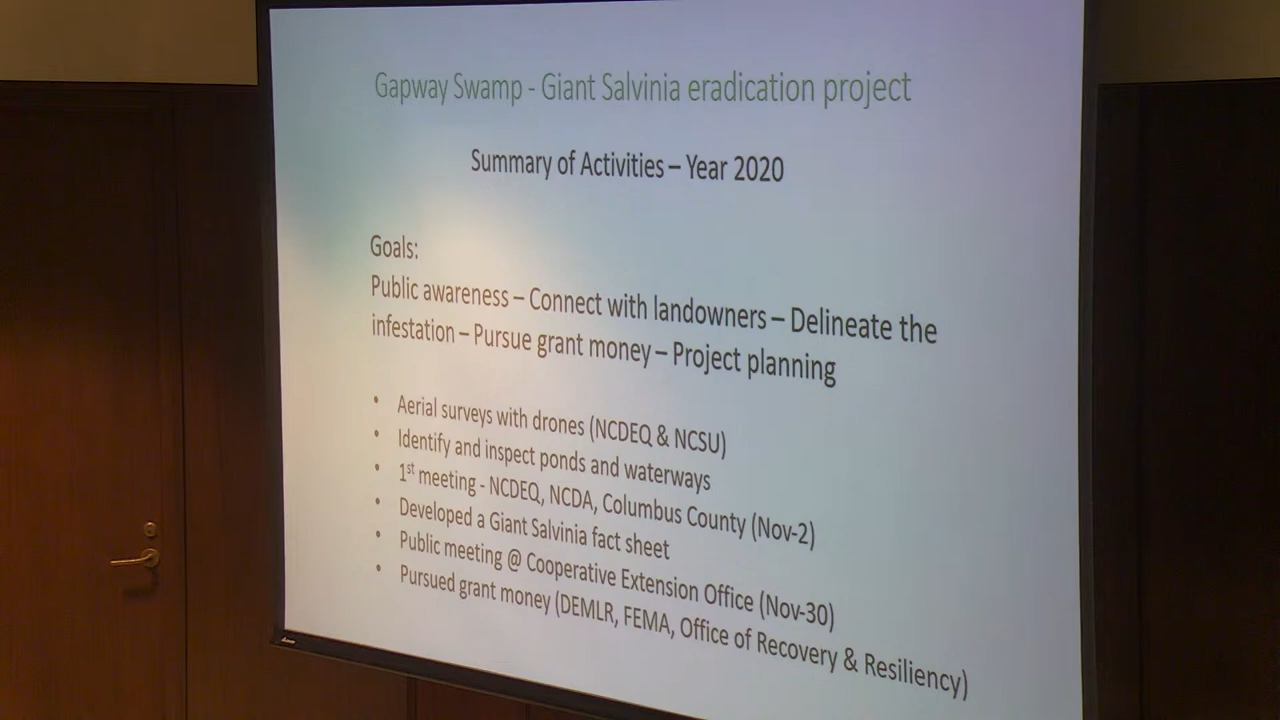 Gapway Swamp - Giant Salvinia eradication project
Summary of Activities – Year 2020
Goals:
Public awareness – Connect with landowners – Delineate the
infestation – Pursue grant money – Project planning
• Aerial surveys with drones (NCDEQ & NCSU)
• Identify and inspect ponds and waterways
• 1st meeting - NCDEQ, NCDA, Columbus County (Nov-2)
• Developed a Giant Salvinia fact sheet
• Public meeting @ Cooperative Extension Office (Nov-30)
• Pursued grant money (DEMLR, FEMA, Office of Recovery & Resiliency)